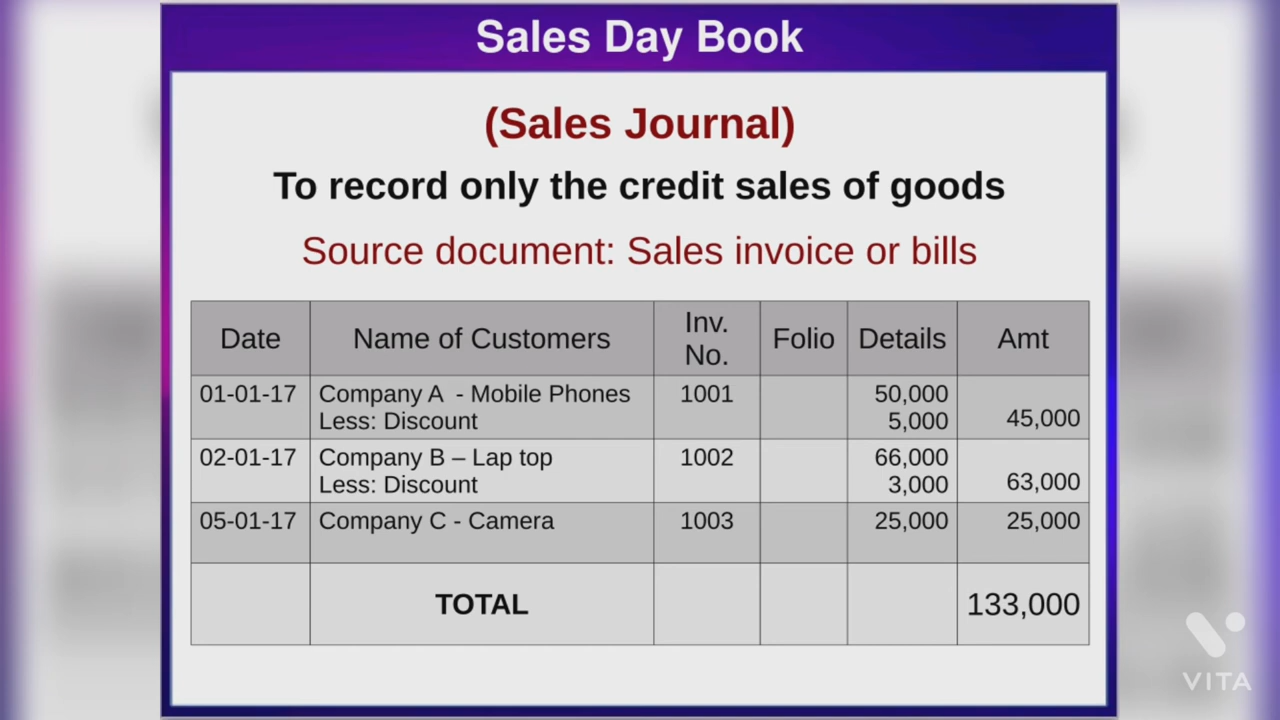 Sales Day Book
(Sales Journal)
To record only the credit sales of goods
Source document: Sales invoice or bills
Date Name of Customers Inv. No. Folio Details Amt
01-01-17 Company A - Mobile Phones 1001 50,000
Less: Discount 5,000 45,000
02-01-17 Company B – Lap top 1002 66,000
Less: Discount 3,000 63,000
05-01-17 Company C - Camera 1003 25,000 25,000
TOTAL 133,000
VITA